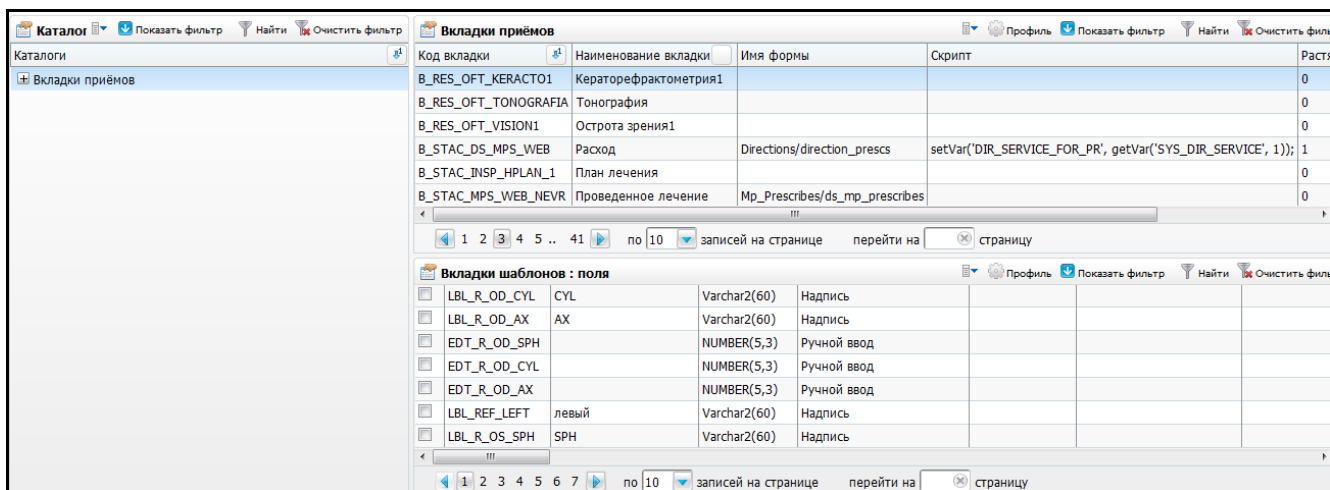 Каталог Показать фильтр Найти Очистить фильтр
Каталоги
Вкладки приёмов
Вкладки приёмов Профиль Показать фильтр Найти Очистить филь
Код вкладки Наименование вкладки Имя формы Скрипт Растя
B_RES_OFT_KERACTO1 Кераторефрактометрия1 0
B_RES_OFT_TONOGRAFIA Тонография 0
B_RES_OFT_VISION1 Острота зрения1 0
B_STAC_DS_MPS_WEB Расход Directions/direction_prescs setVar('DIR_SERVICE_FOR_PR', getVar('SYS_DIR_SERVICE', 1)); 1
B_STAC_INSP_HPLAN_1 План лечения 0
B_STAC_MPS_WEB_NEVR Проведенное лечение Mp_Prescribes/ds_mp_prescribes 0
1 2 3 4 5 .. 41 по 10 записей на странице перейти на страницу
Вкладки шаблонов : поля Профиль Показать фильтр Найти Очистить филь
LBL_R_OD_CYL CYL Varchar2(60) Надпись
LBL_R_OD_AX AX Varchar2(60) Надпись
EDT_R_OD_SPH NUMBER(5,3) Ручной ввод
EDT_R_OD_CYL NUMBER(5,3) Ручной ввод
EDT_R_OD_AX NUMBER(5,3) Ручной ввод
LBL_REF_LEFT левый Varchar2(60) Надпись
LBL_R_OS_SPH SPH Varchar2(60) Надпись
1 2 3 4 5 6 7 по 10 записей на странице перейти на страницу